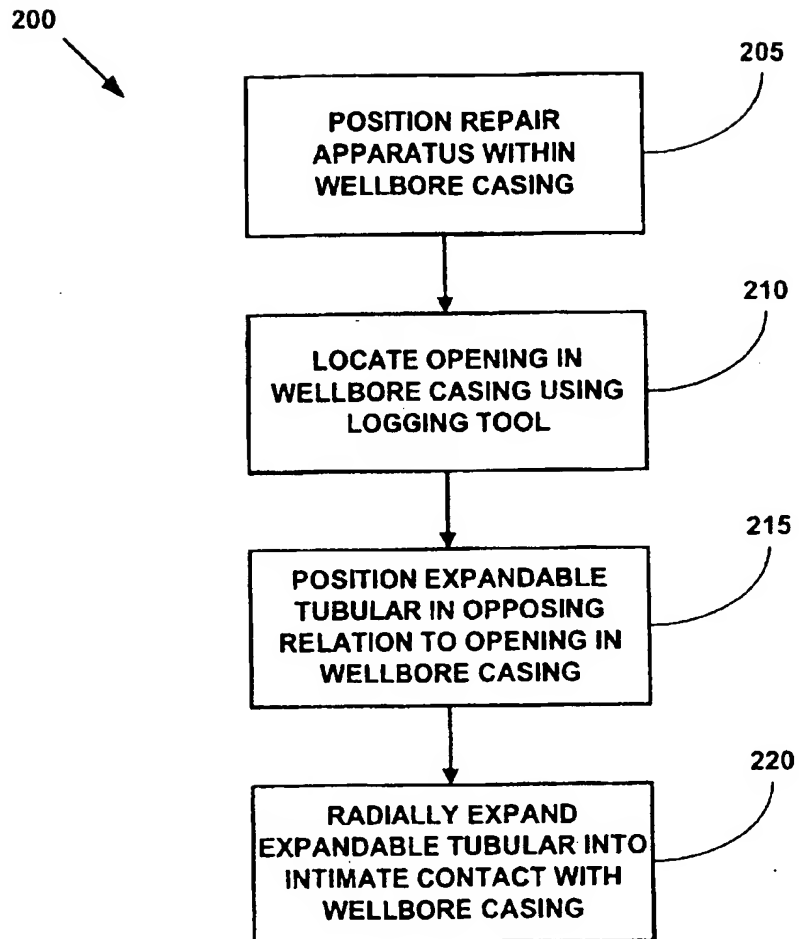 200
205
POSITION REPAIR
APPARATUS WITHIN
WELLBORE CASING
210
LOCATE OPENING IN
WELLBORE CASING USING
LOGGING TOOL
215
POSITION EXPANDABLE
TUBULAR IN OPPOSING
RELATION TO OPENING IN
WELLBORE CASING
220
RADIALLY EXPAND
EXPANDABLE TUBULAR INTO
INTIMATE CONTACT WITH
WELLBORE CASING